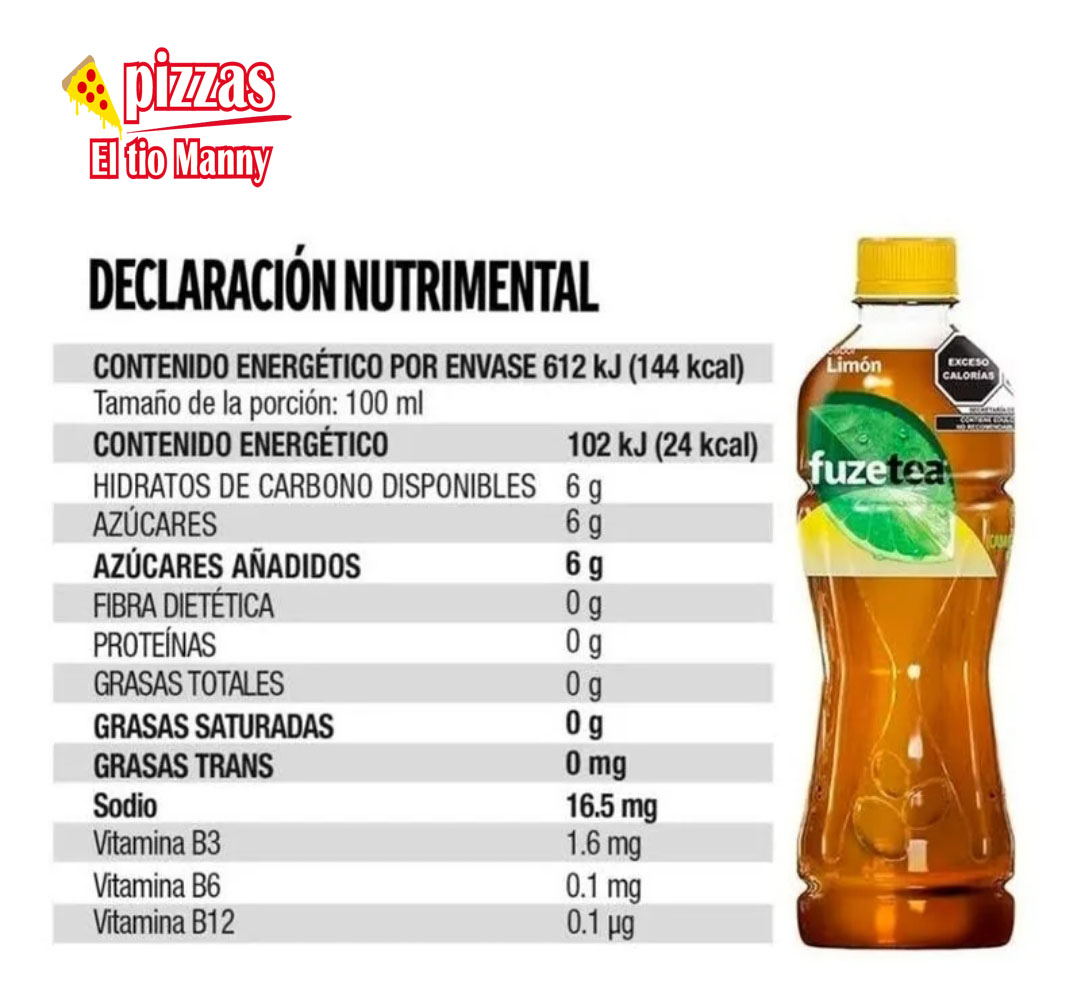 pizzas
El tio Manny
DECLARACIÓN NUTRIMENTAL
CONTENIDO ENERGÉTICO POR ENVASE 612 kJ (144 kcal)
Tamaño de la porción: 100 ml
CONTENIDO ENERGÉTICO 102 kJ (24 kcal)
HIDRATOS DE CARBONO DISPONIBLES 6 g
AZÚCARES 6 g
AZÚCARES AÑADIDOS 6 g
FIBRA DIETÉTICA 0 g
PROTEÍNAS 0 g
GRASAS TOTALES 0 g
GRASAS SATURADAS 0 g
GRASAS TRANS 0 mg
Sodio 16.5 mg
Vitamina B3 1.6 mg
Vitamina B6 0.1 mg
Vitamina B12 0.1 µg
Limón
EXCESO
CALORÍAS
fuzetea